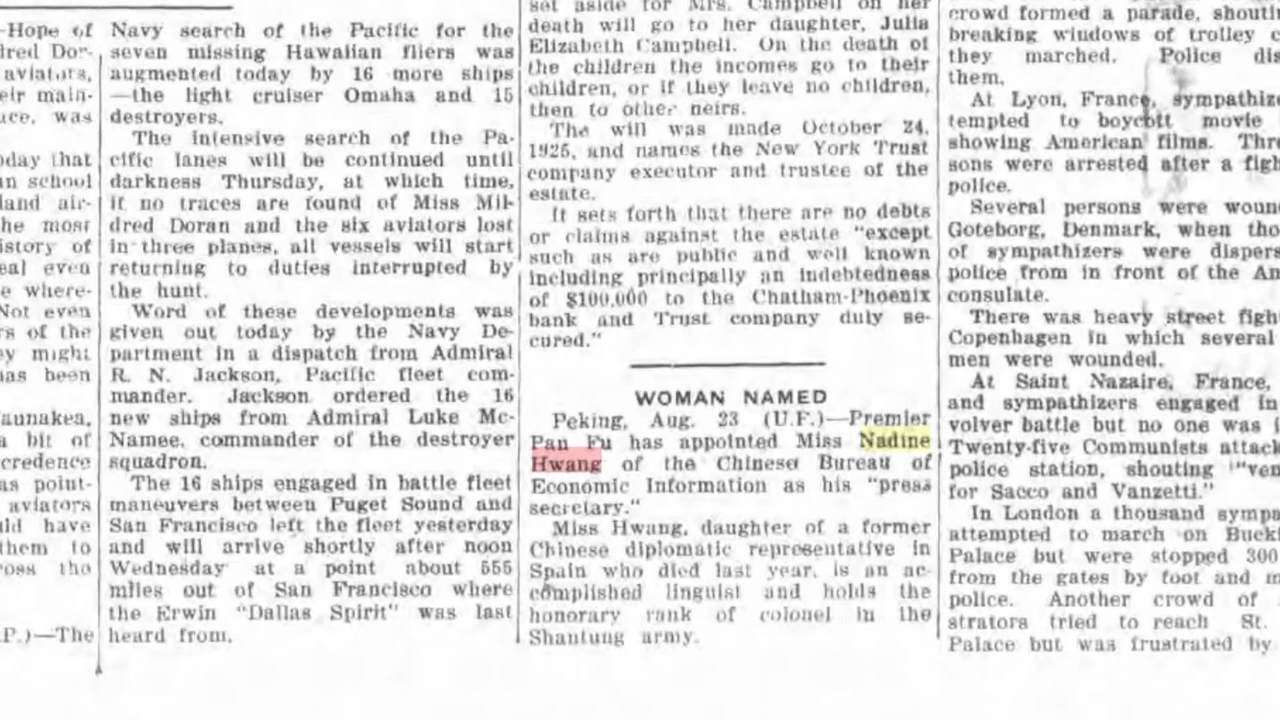 -Hope of
dred Dor-
aviators,
eir main-
uce, was
oday that
an school
land air-
he most
istory of
eal even
e where-
Not even
rs of the
ey might
has been
aunakea,
a bit of
credence
as point-
aviators
uld have
them to
ross the
.P.)—The
Navy search of the Pacific for the
seven missing Hawaiian fliers was
augmented today by 16 more ships
—the light cruiser Omaha and 15
destroyers.
The intensive search of the Pa-
cific lanes will be continued until
darkness Thursday, at which time,
if no traces are found of Miss Mil-
dred Doran and the six aviators lost
in three planes, all vessels will start
returning to duties interrupted by
the hunt.
Word of these developments was
given out today by the Navy De-
partment in a dispatch from Admiral
R. N. Jackson, Pacific fleet com-
mander. Jackson ordered the 16
new ships from Admiral Luke Mc-
Namee, commander of the destroyer
squadron.
The 16 ships engaged in battle fleet
maneuvers between Puget Sound and
San Francisco left the fleet yesterday
and will arrive shortly after noon
Wednesday at a point about 555
miles out of San Francisco where
the Erwin "Dallas Spirit" was last
heard from.
set aside for Mrs. Campbell on her
death will go to her daughter, Julia
Elizabeth Campbell. On the death of
the children the incomes go to their
children, or if they leave no children,
then to other neirs.
The will was made October 24,
1925, and names the New York Trust
company executor and trustee of the
estate.
It sets forth that there are no debts
or claims against the estate "except
such as are public and well known
including principally an indebtedness
of $100,000 to the Chatham-Phoenix
bank and Trust company duly se-
cured."
WOMAN NAMED
Peking, Aug. 23 (U.F.)—Premier
Pan Fu has appointed Miss Nadine
Hwang of the Chinese Bureau of
Economic Information as his "press
secretary."
Miss Hwang, daughter of a former
Chinese diplomatic representative in
Spain who died last year, is an ac-
complished linguist and holds the
honorary rank of colonel in the
Shantung army.
crowd formed a parade, shouti
breaking windows of trolley c
they marched. Police dis
them.
At Lyon, France, sympathiz
tempted to boycott movie
showing American films. Thr
sons were arrested after a figh
police.
Several persons were woun
Goteborg, Denmark, when tho
of sympathizers were dispers
police from in front of the Am
consulate.
There was heavy street figh
Copenhagen in which several
men were wounded.
At Saint Nazaire, France,
and sympathizers engaged in
volver battle but no one was i
Twenty-five Communists attack
police station, shouting "ven
for Sacco and Vanzetti."
In London a thousand sympa
attempted to march on Bucki
Palace but were stopped 300
from the gates by foot and m
police. Another crowd of
strators tried to reach St.
Palace but was frustrated by